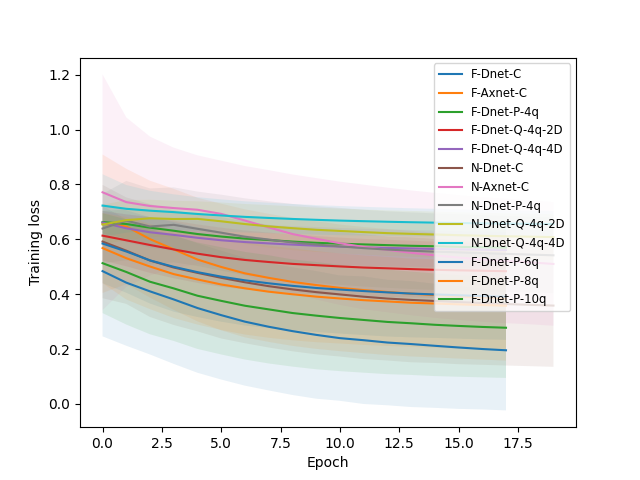 1.2
1.0
0.8
0.6
0.4
0.2
0.0
Training loss
0.0 2.5 5.0 7.5 10.0 12.5 15.0 17.5
Epoch
F-Dnet-C
F-Axnet-C
F-Dnet-P-4q
F-Dnet-Q-4q-2D
F-Dnet-Q-4q-4D
N-Dnet-C
N-Axnet-C
N-Dnet-P-4q
N-Dnet-Q-4q-2D
N-Dnet-Q-4q-4D
F-Dnet-P-6q
F-Dnet-P-8q
F-Dnet-P-10q